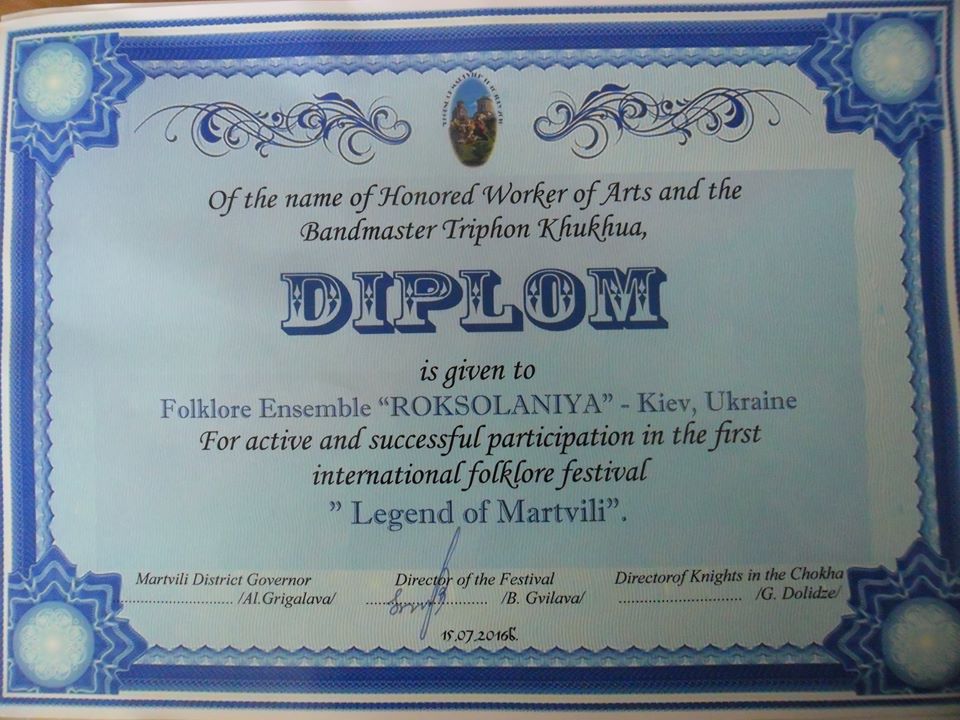 Of the name of Honored Worker of Arts and the
Bandmaster Triphon Khukhua,
DIPLOM
is given to
Folklore Ensemble “ROKSOLANIYA” - Kiev, Ukraine
For active and successful participation in the first
international folklore festival
” Legend of Martvili”.
Martvili District Governor
............................ /Al.Grigalava/
Director of the Festival
............................ /B. Gvilava/
Directorof Knights in the Chokha
............................ /G. Dolidze/
15.07.2016წ.